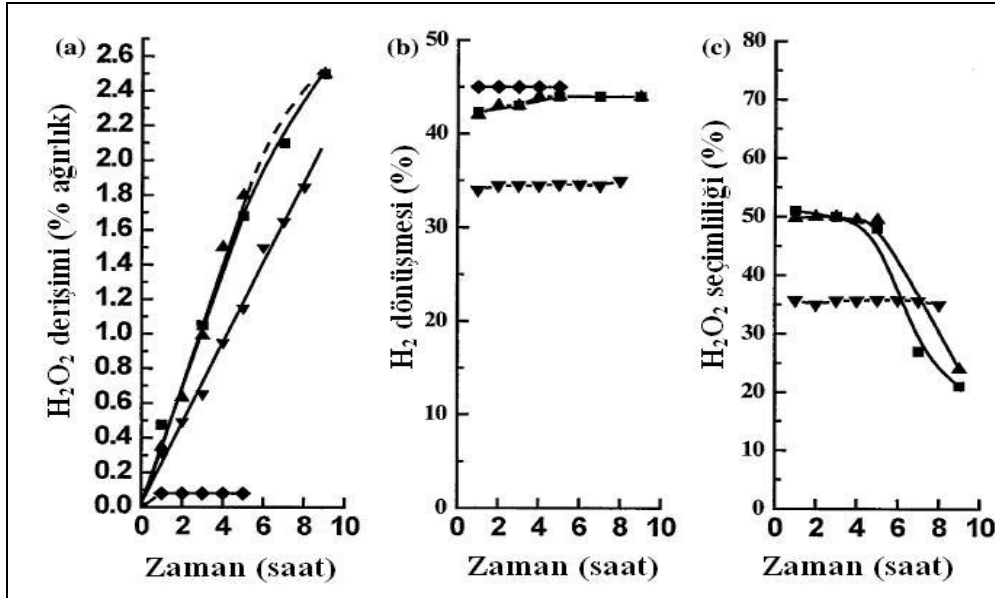 (a)
H₂O₂ derişimi (% ağırlık)
2.6
2.4
2.2
2.0
1.8
1.6
1.4
1.2
1.0
0.8
0.6
0.4
0.2
0.0
0 2 4 6 8 10
Zaman (saat)
(b)
H₂ dönüşmesi (%)
50
40
30
20
10
0
0 2 4 6 8 10
Zaman (saat)
(c)
H₂O₂ seçimliliği (%)
80
70
60
50
40
30
20
10
0
0 2 4 6 8 10
Zaman (saat)